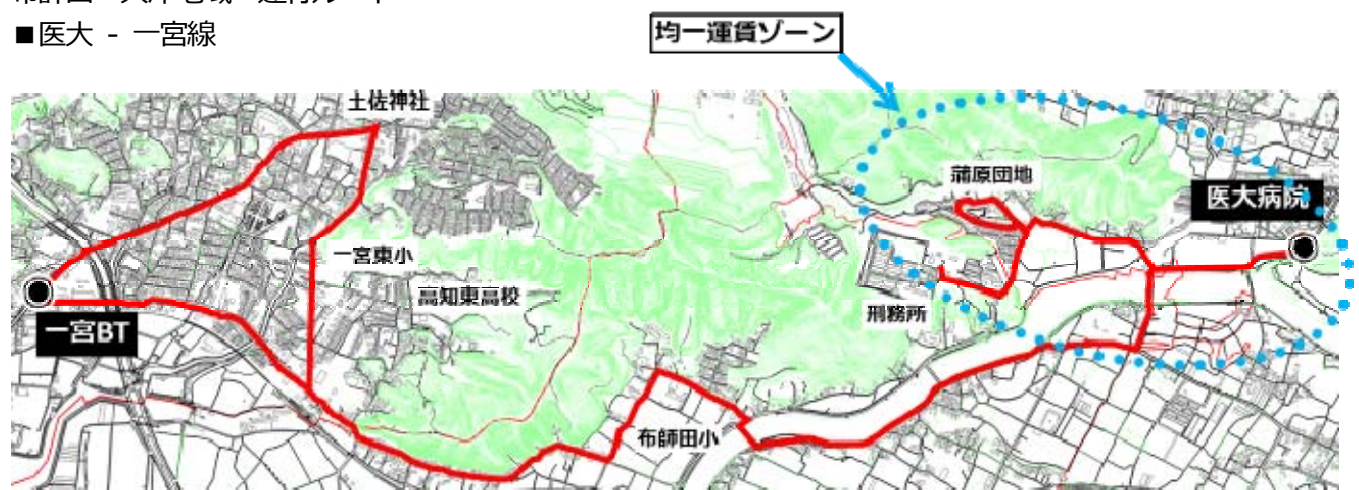 ■医大 - 一宮線
均一運賃ゾーン
土佐神社
蒲原団地
医大病院
一宮東小
高知東高校
刑務所
一宮BT
布師田小